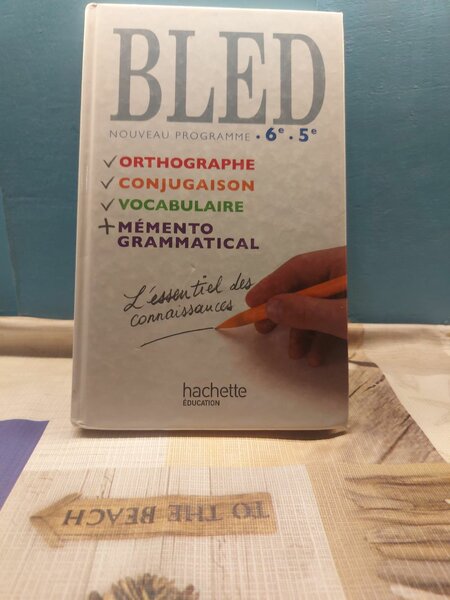 BLED
NOUVEAU PROGRAMME • 6e • 5e
ORTHOGRAPHE
CONJUGAISON
VOCABULAIRE
+ MÉMENTO
GRAMMATICAL
L'essentiel des
connaissances
hachette
ÉDUCATION
TO THE BEACH